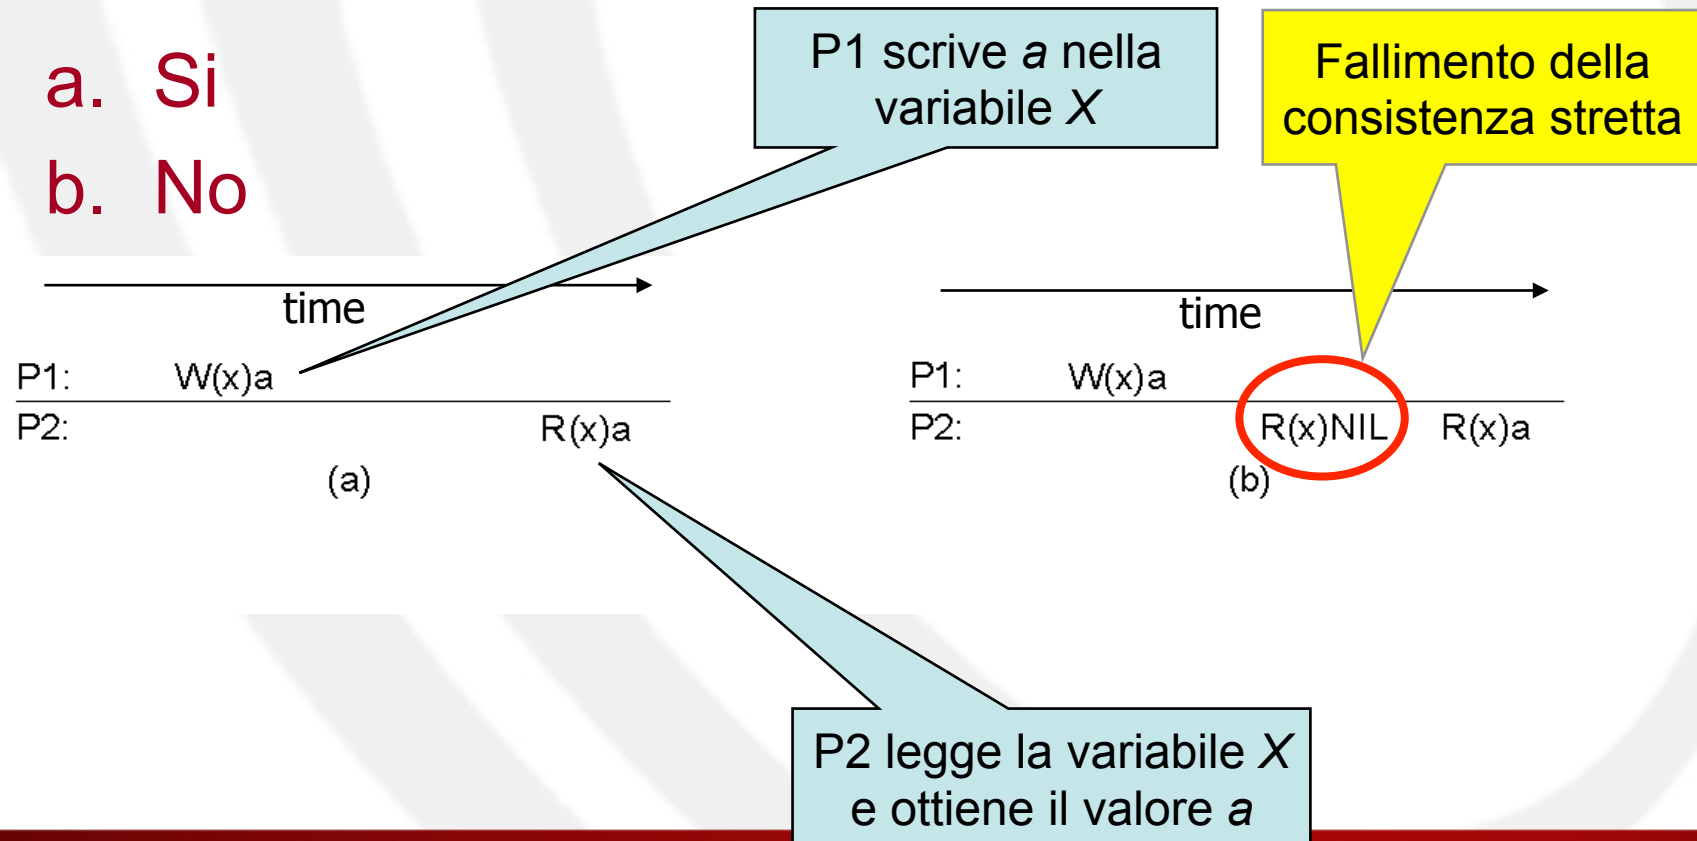 a. Si
b. No
P1 scrive a nella
variabile X
Fallimento della
consistenza stretta
time
P1: W(x)a
P2: R(x)a
(a)
time
P1: W(x)a
P2: R(x)NIL R(x)a
(b)
P2 legge la variabile X
e ottiene il valore a